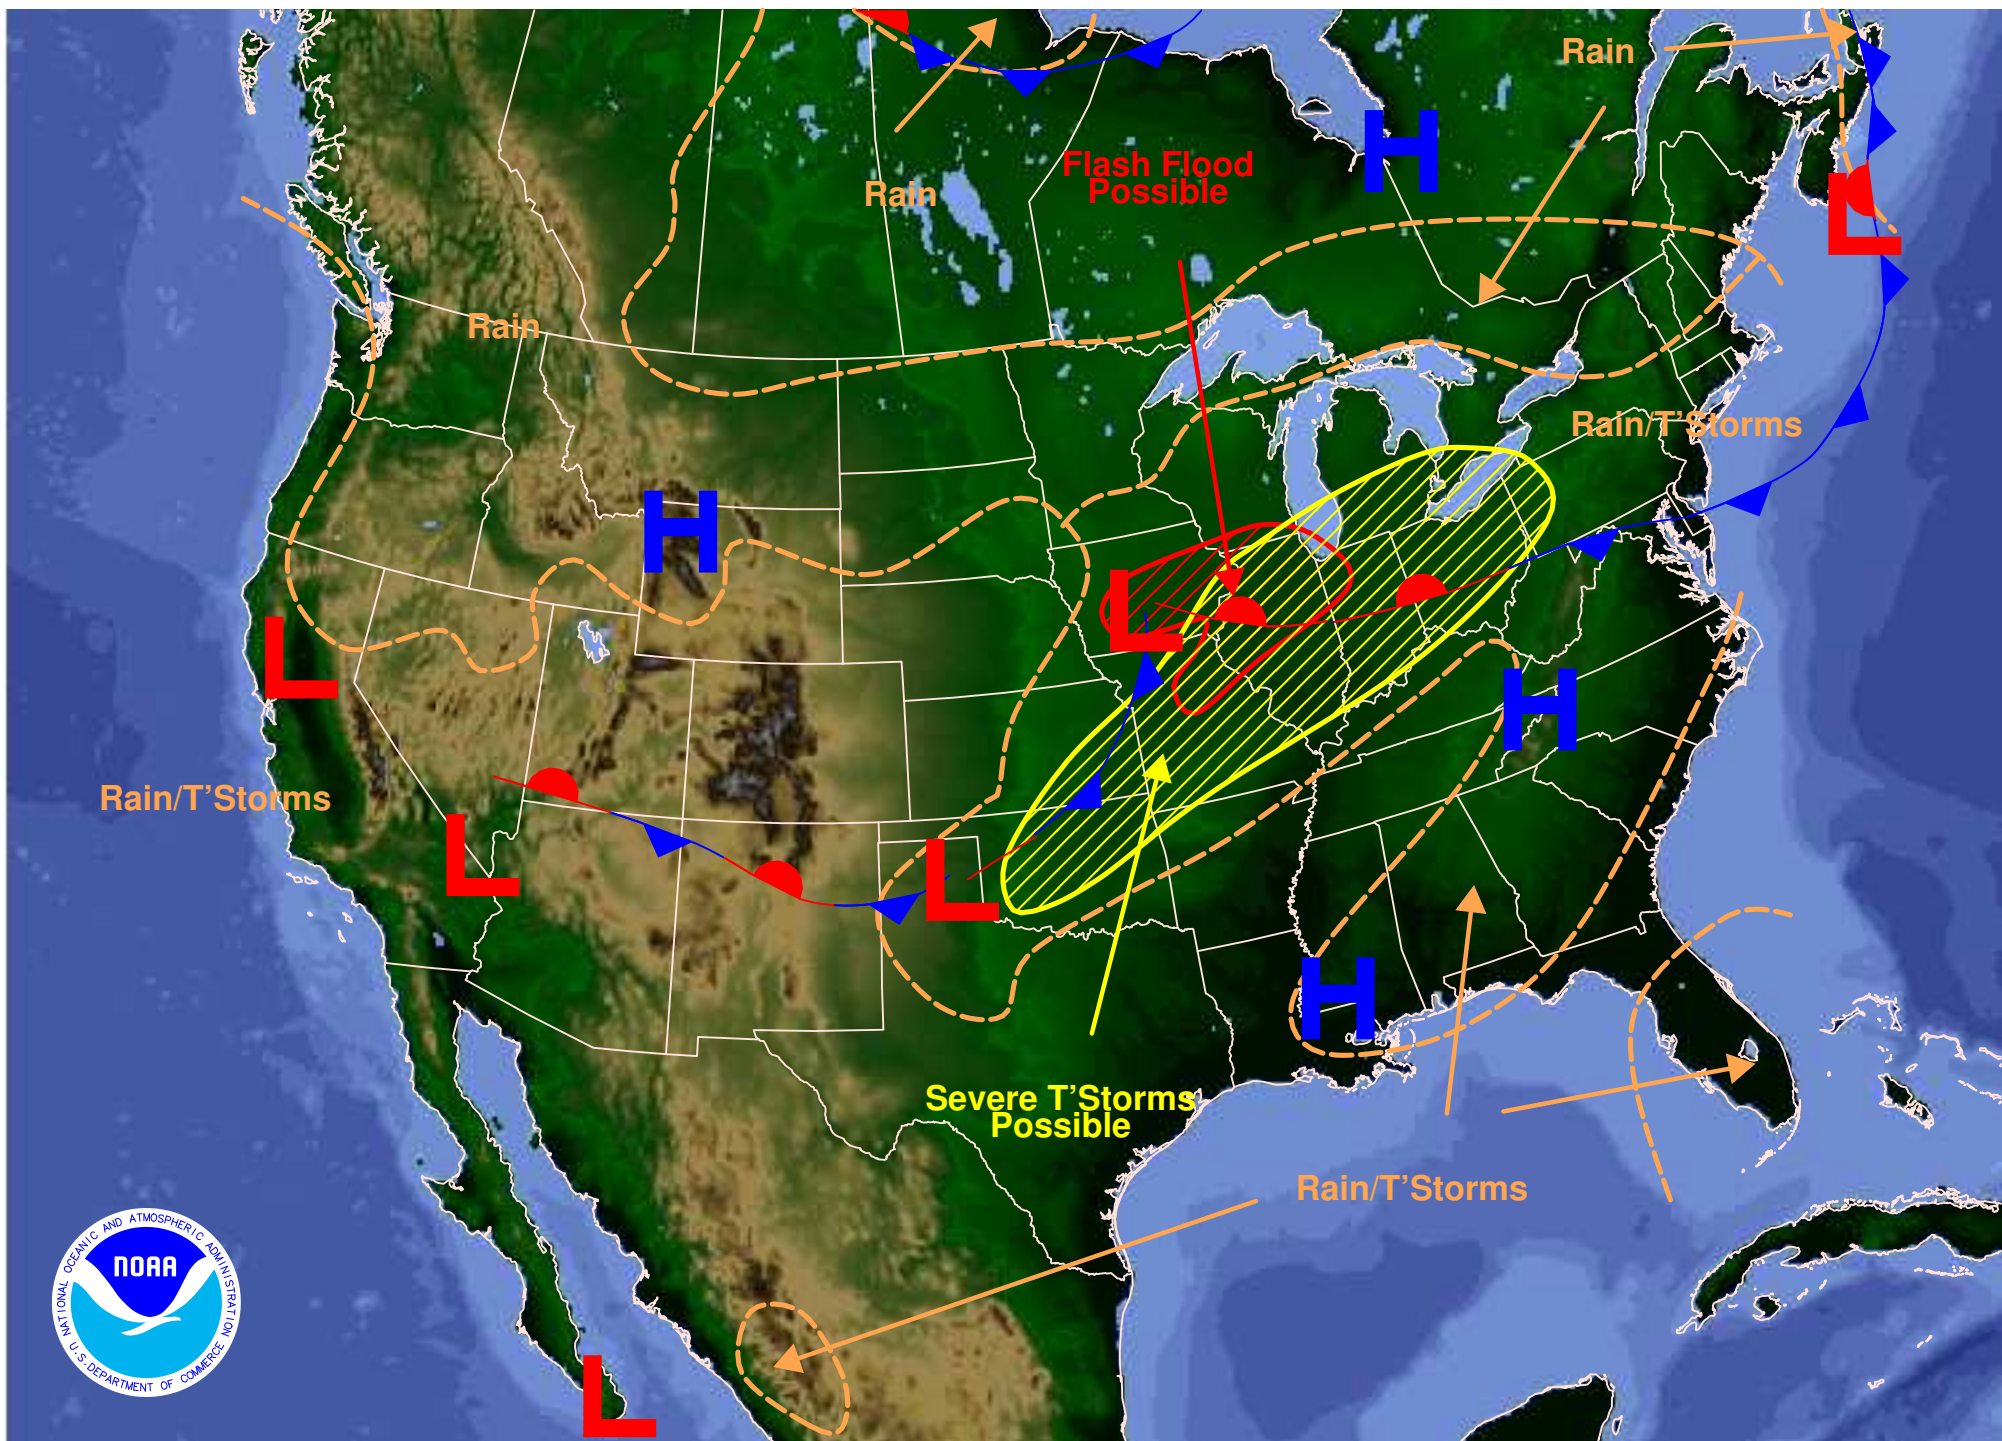 Rain
Flash Flood
Possible
Rain
H
Rain
L
Rain/T'Storms
H
L
L
H
Rain/T'Storms
L
L
H
Severe T'Storms
Possible
Rain/T'Storms
L
NATIONAL OCEANIC AND ATMOSPHERIC ADMINISTRATION
NOAA
U.S. DEPARTMENT OF COMMERCE